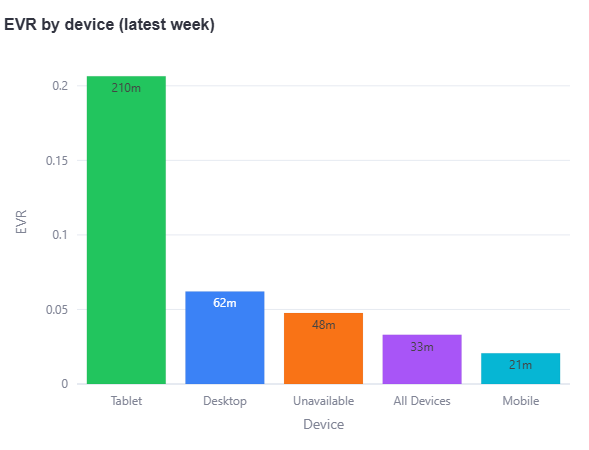 EVR by device (latest week)
0.2
0.15
0.1
0.05
0
EVR
210m
62m
48m
33m
21m
Tablet
Desktop
Unavailable
All Devices
Mobile
Device